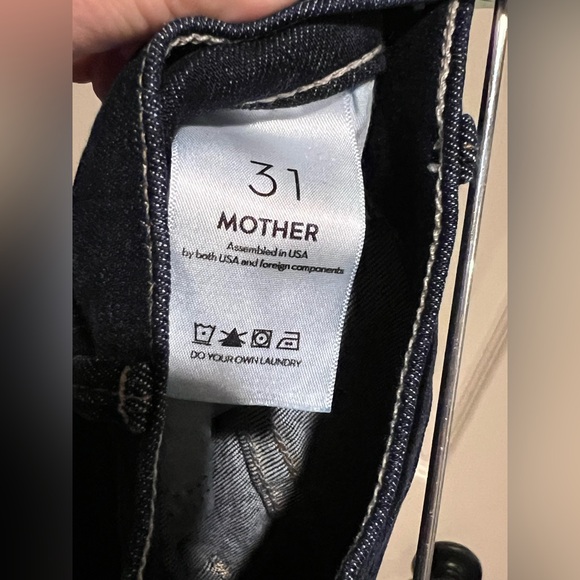 31
MOTHER
Assembled in USA
by both USA and foreign components
DO YOUR OWN LAUNDRY